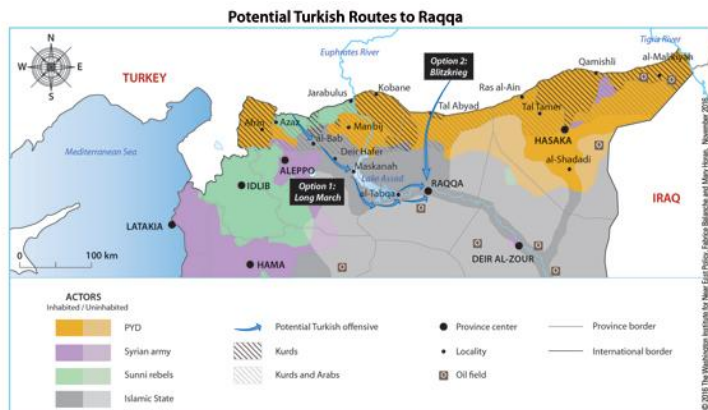 Potential Turkish Routes to Raqqa
N
W
E
S
TURKEY
Euphrates River
Tigris River
Option 2:
Blitzkrieg
Qamishli
al-Malikiyah
Jarabulus
Kobane
Ras al-Ain
Tal Abyad
Tal Tamer
Afrin
Azaz
Manbij
al-Bab
HASAKA
Mediterranean Sea
Deir Hafer
ALEPPO
Maskanah
al-Shadadi
Lake Assad
IDLIB
Option 1:
Long March
al-Tabqa
RAQQA
IRAQ
LATAKIA
0
100 km
HAMA
DEIR AL-ZOUR
ACTORS
Inhabited / Uninhabited
PYD
Syrian army
Sunni rebels
Islamic State
Potential Turkish offensive
Kurds
Kurds and Arabs
Province center
Locality
Oil field
Province border
International border
© 2016 The Washington Institute for Near East Policy, Fabrice Balanche and Mary Horan, November 2016.